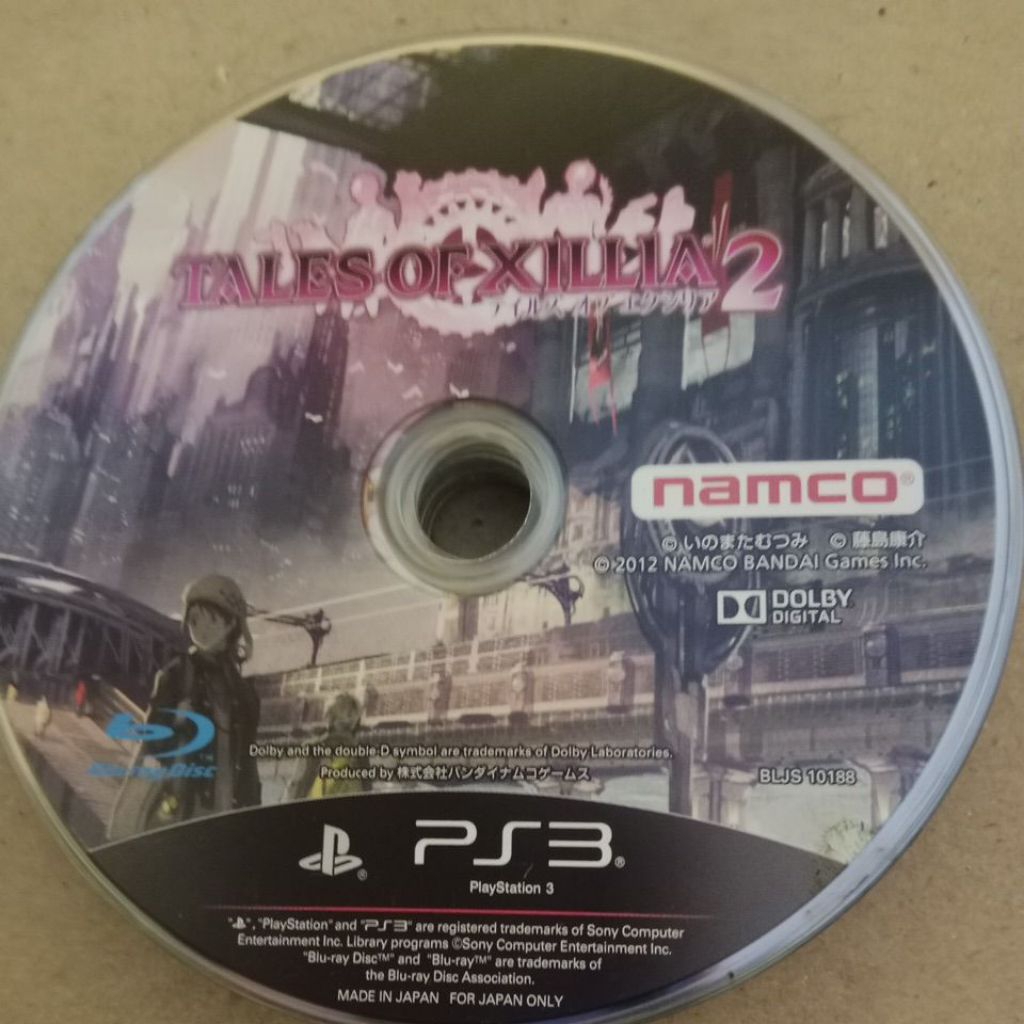 TALES OF XILLIA 2
テイルズ オブ エクシリア
namco®
© いのまたむつみ © 藤島康介
© 2012 NAMCO BANDAI Games Inc.
DOLBY
DIGITAL
Blu-ray Disc™
Dolby and the double-D symbol are trademarks of Dolby Laboratories.
Produced by 株式会社バンダイナムコゲームス
BLJS 10188
PS3®
PlayStation 3
" ", "PlayStation" and "PS3" are registered trademarks of Sony Computer
Entertainment Inc. Library programs ©Sony Computer Entertainment Inc.
"Blu-ray Disc™" and "Blu-ray™" are trademarks of
the Blu-ray Disc Association.
MADE IN JAPAN FOR JAPAN ONLY